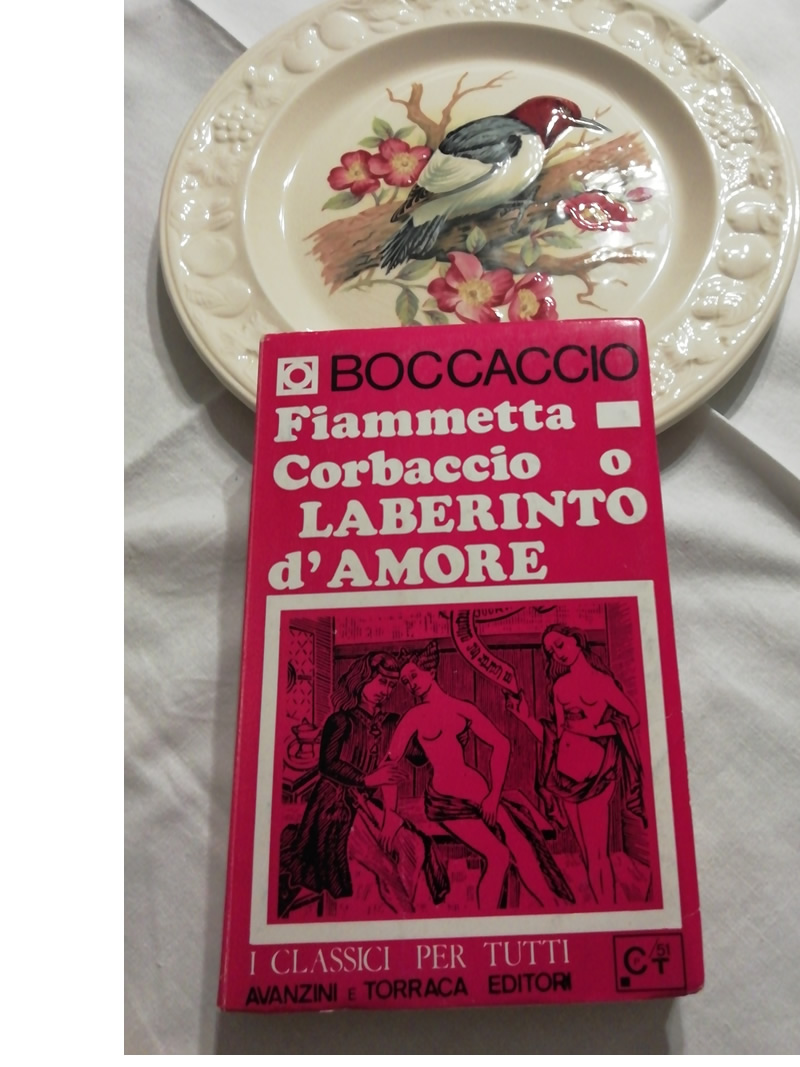 BOCCACCIO
Fiammetta
Corbaccio o
LABERINTO
d'AMORE
I CLASSICI PER TUTTI
AVANZINI E TORRACA EDITORI
C/51
T